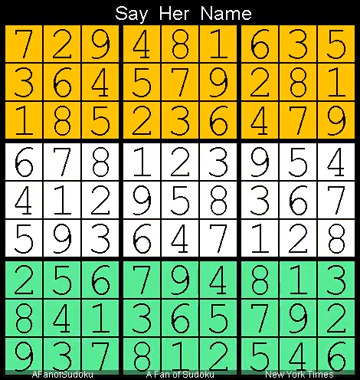 Say Her Name
7 2 9 4 8 1 6 3 5
3 6 4 5 7 9 2 8 1
1 8 5 2 3 6 4 7 9
6 7 8 1 2 3 9 5 4
4 1 2 9 5 8 3 6 7
5 9 3 6 4 7 1 2 8
2 5 6 7 9 4 8 1 3
8 4 1 3 6 5 7 9 2
9 3 7 8 1 2 5 4 6
AFanofSudoku A Fan of Sudoku New York Times